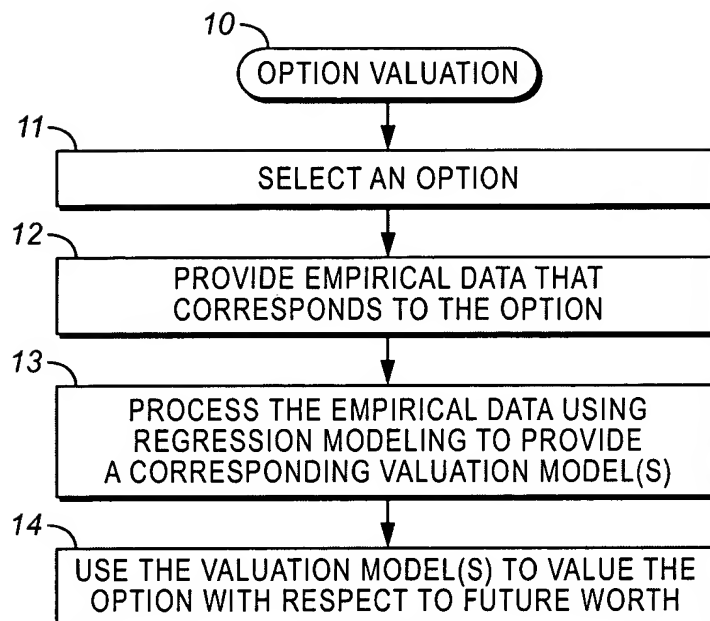 10
OPTION VALUATION
11
SELECT AN OPTION
12
PROVIDE EMPIRICAL DATA THAT
CORRESPONDS TO THE OPTION
13
PROCESS THE EMPIRICAL DATA USING
REGRESSION MODELING TO PROVIDE
A CORRESPONDING VALUATION MODEL(S)
14
USE THE VALUATION MODEL(S) TO VALUE THE
OPTION WITH RESPECT TO FUTURE WORTH